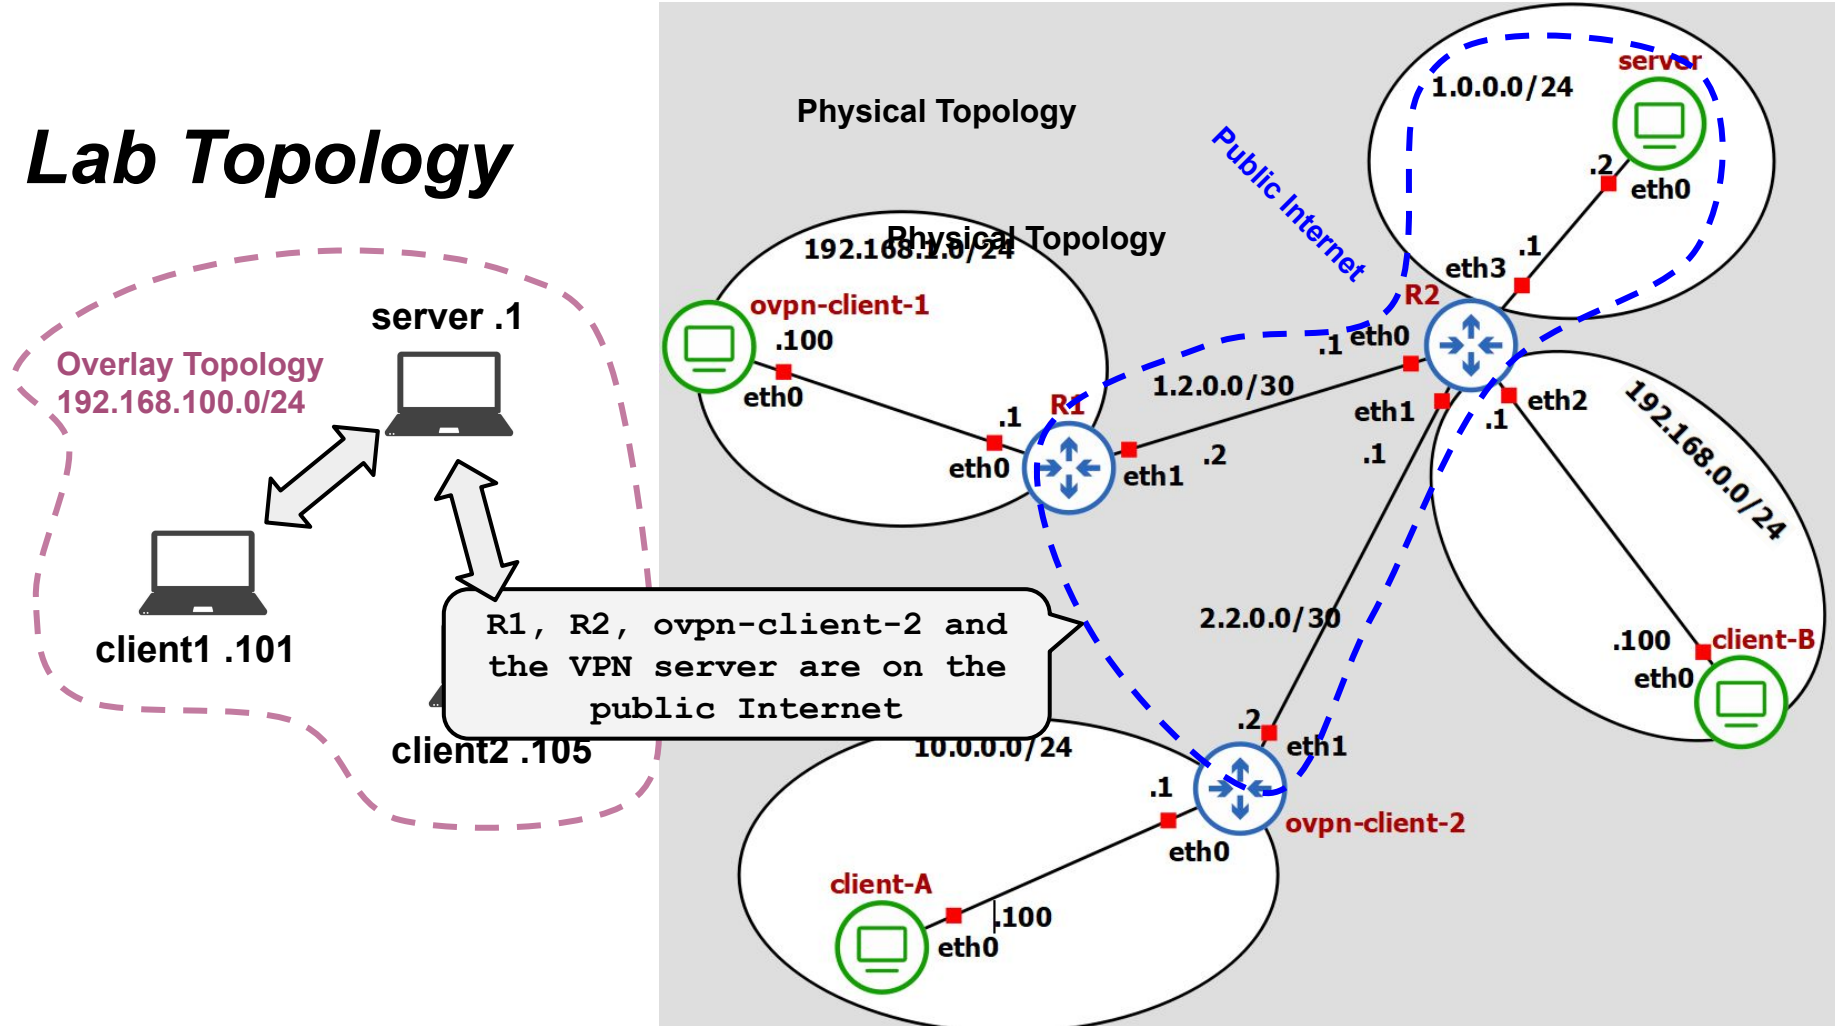 Lab Topology
Overlay Topology
192.168.100.0/24
server .1
client1 .101
client2 .105
R1, R2, ovpn-client-2 and
the VPN server are on the
public Internet
Physical Topology
Physical Topology
Public Internet
1.0.0.0/24
server
.2
eth0
.1
eth3
R2
eth0
.1
1.2.0.0/30
eth1
.1
eth2
.1
192.168.0.0/24
.100
client-B
eth0
192.168.1.0/24
ovpn-client-1
.100
eth0
.1
eth0
R1
eth1
.2
2.2.0.0/30
.2
eth1
ovpn-client-2
10.0.0.0/24
.1
eth0
client-A
.100
eth0